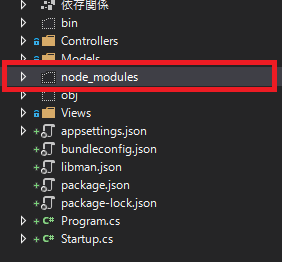 依存関係
bin
Controllers
Models
node_modules
obj
Views
appsettings.json
bundleconfig.json
libman.json
package.json
package-lock.json
C# Program.cs
C# Startup.cs